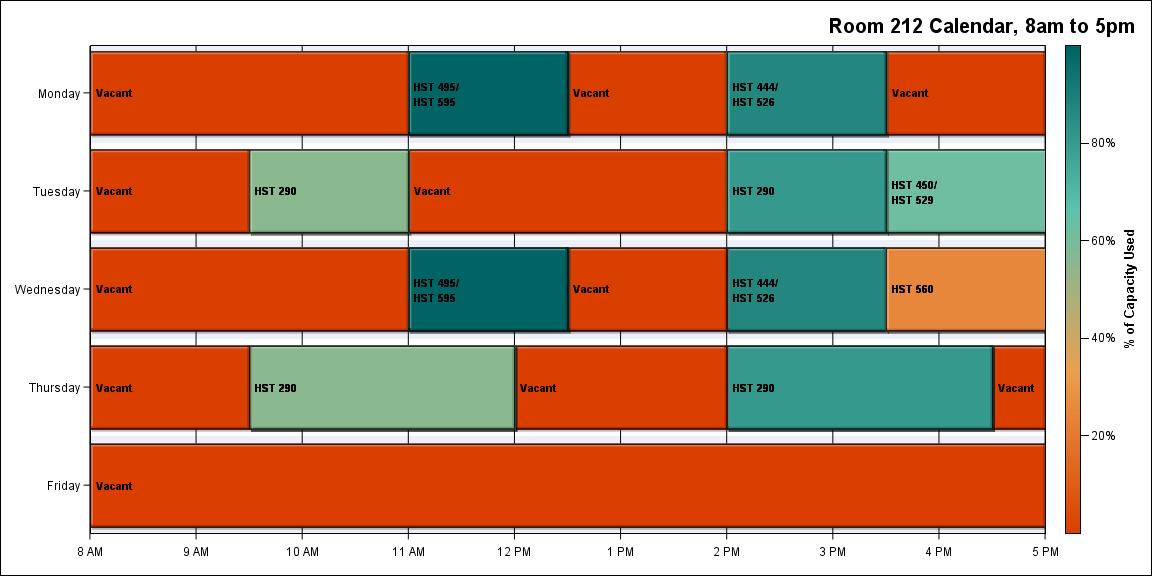 Room 212 Calendar, 8am to 5pm
Monday
Vacant
HST 495/
HST 595
Vacant
HST 444/
HST 526
Vacant
Tuesday
Vacant
HST 290
Vacant
HST 290
HST 450/
HST 529
Wednesday
Vacant
HST 495/
HST 595
Vacant
HST 444/
HST 526
HST 560
Thursday
Vacant
HST 290
Vacant
HST 290
Vacant
Friday
Vacant
8 AM
9 AM
10 AM
11 AM
12 PM
1 PM
2 PM
3 PM
4 PM
5 PM
80%
60%
40%
20%
% of Capacity Used